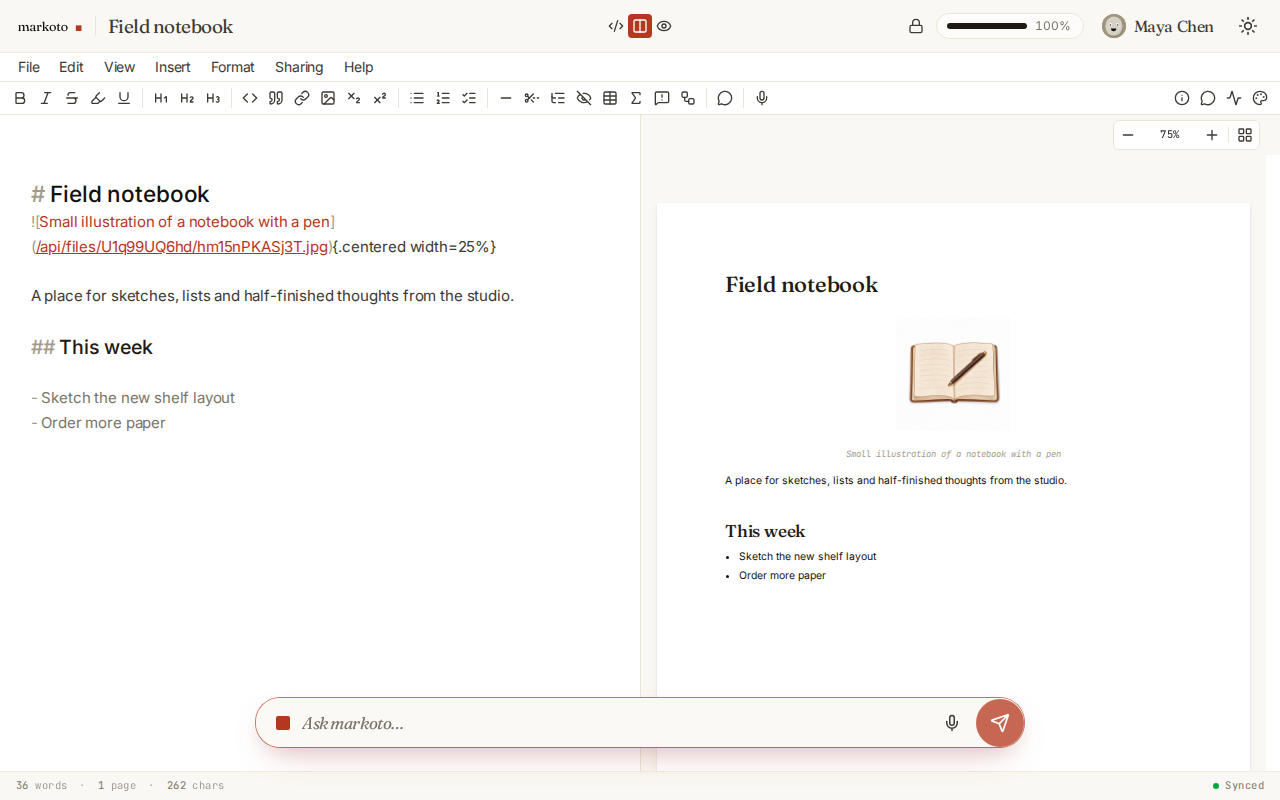 markoto
Field notebook
100%
Maya Chen
File Edit View Insert Format Sharing Help
H1 H2 H3
75%
# Field notebook
![Small illustration of a notebook with a pen]
(/api/files/U1q99UQ6hd/hm15nPKASj3T.jpg){.centered width=25%}
A place for sketches, lists and half-finished thoughts from the studio.
## This week
- Sketch the new shelf layout
- Order more paper
Field notebook
Small illustration of a notebook with a pen
A place for sketches, lists and half-finished thoughts from the studio.
This week
• Sketch the new shelf layout
• Order more paper
Ask markoto...
36 words · 1 page · 262 chars
Synced